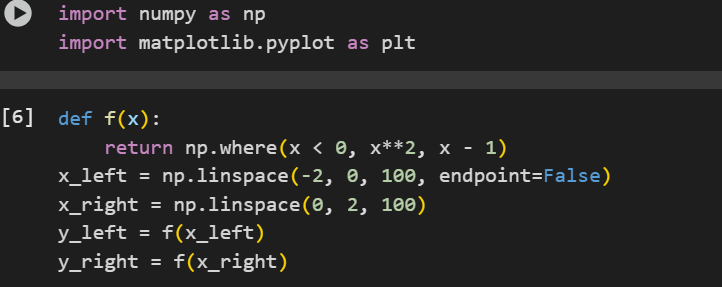 import numpy as np
import matplotlib.pyplot as plt
[6] def f(x):
        return np.where(x < 0, x**2, x - 1)
x_left = np.linspace(-2, 0, 100, endpoint=False)
x_right = np.linspace(0, 2, 100)
y_left = f(x_left)
y_right = f(x_right)